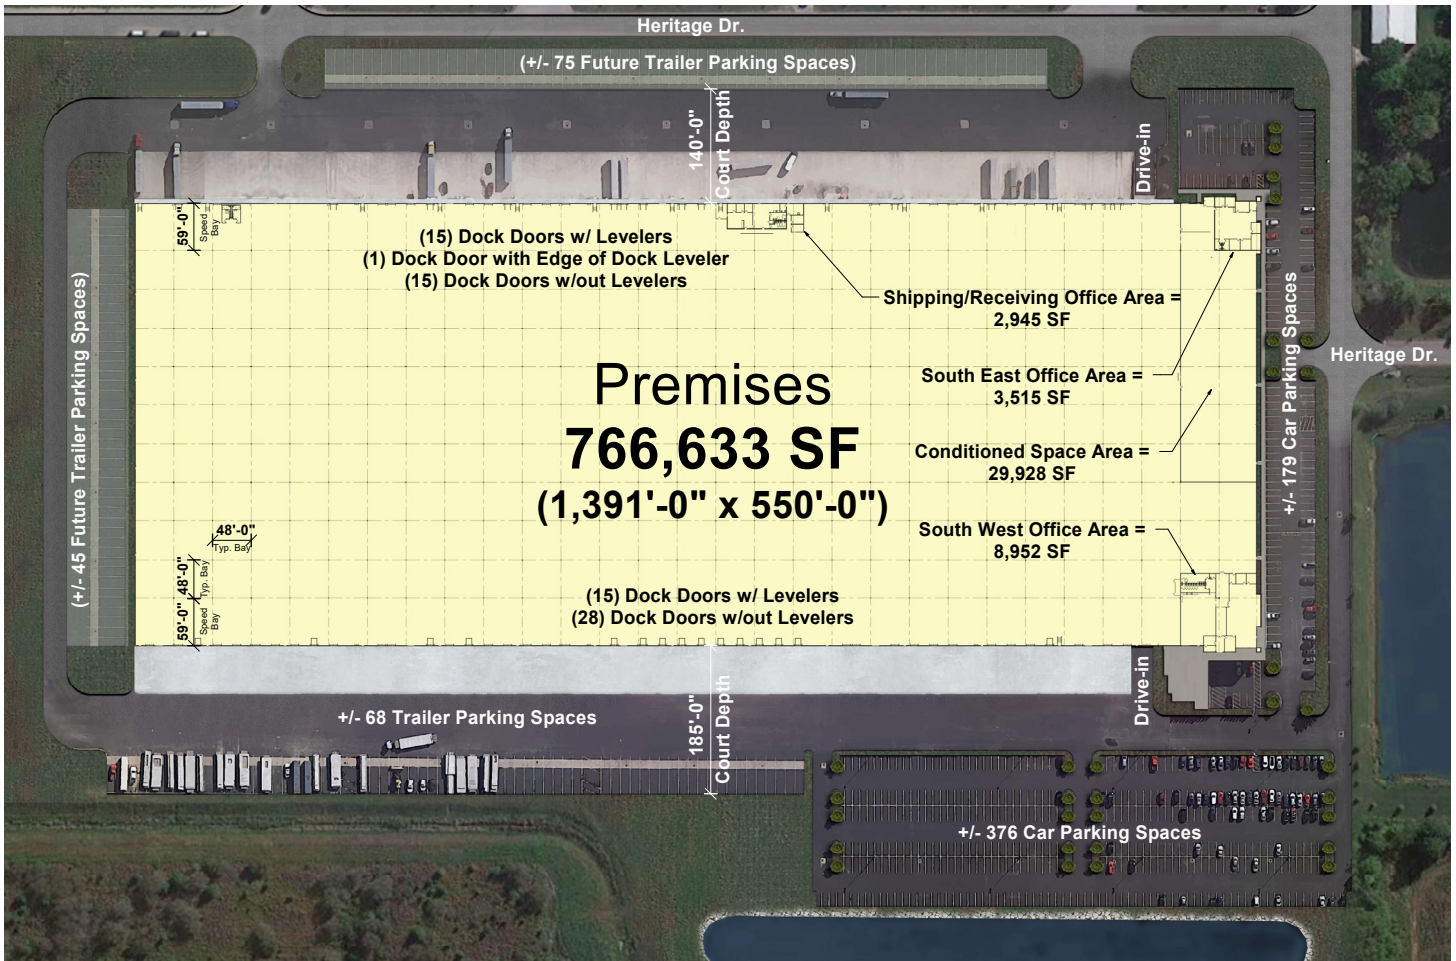 Heritage Dr.
(+/- 75 Future Trailer Parking Spaces)
140'-0"
Court Depth
Drive-in
59'-0"
Speed
Bay
(15) Dock Doors w/ Levelers
(1) Dock Door with Edge of Dock Leveler
(15) Dock Doors w/out Levelers
Shipping/Receiving Office Area =
2,945 SF
(+/- 45 Future Trailer Parking Spaces)
+/- 179 Car Parking Spaces
Heritage Dr.
South East Office Area =
3,515 SF
Premises
766,633 SF
(1,391'-0" x 550'-0")
Conditioned Space Area =
29,928 SF
South West Office Area =
8,952 SF
48'-0"
Typ. Bay
48'-0"
Typ. Bay
59'-0"
Speed
Bay
(15) Dock Doors w/ Levelers
(28) Dock Doors w/out Levelers
Drive-in
185'-0"
Court Depth
+/- 68 Trailer Parking Spaces
+/- 376 Car Parking Spaces